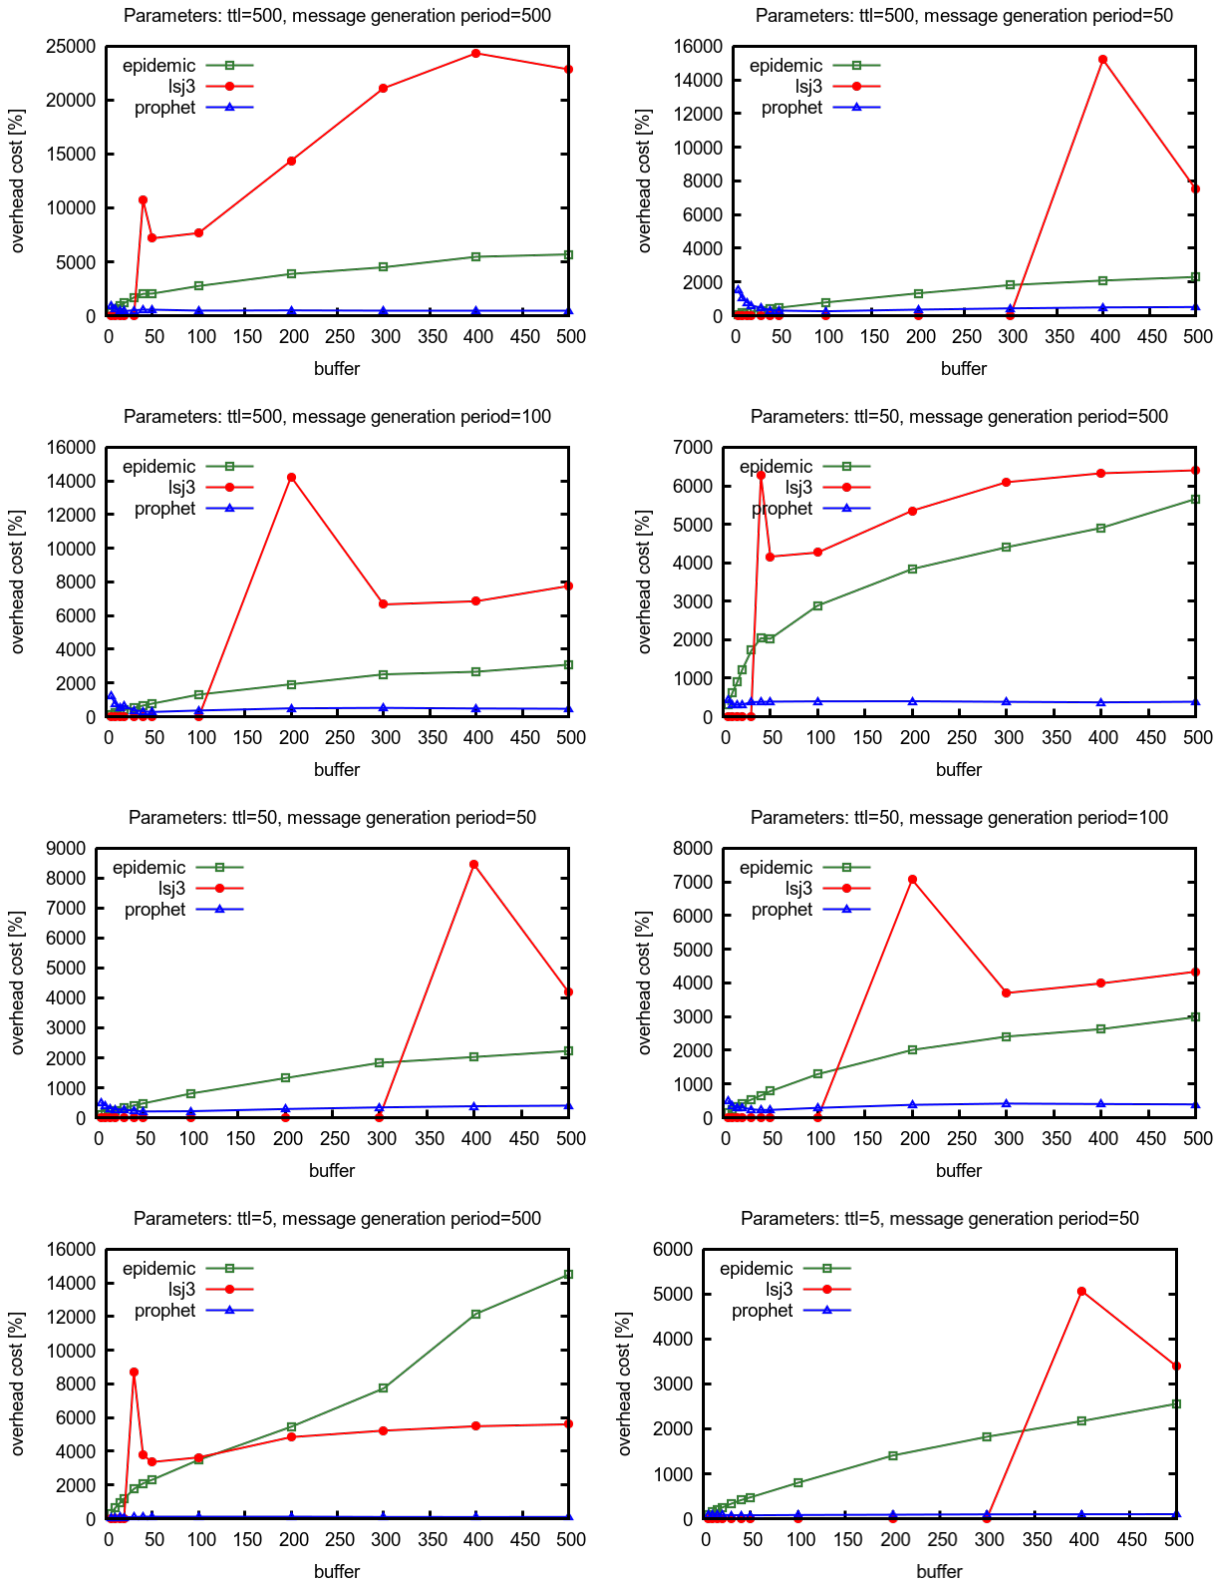 Parameters: ttl=500, message generation period=500
25000
20000
15000
10000
5000
0
overhead cost [%]
epidemic
lsj3
prophet
0 50 100 150 200 250 300 350 400 450 500
buffer
Parameters: ttl=500, message generation period=50
16000
14000
12000
10000
8000
6000
4000
2000
0
overhead cost [%]
epidemic
lsj3
prophet
0 50 100 150 200 250 300 350 400 450 500
buffer
Parameters: ttl=500, message generation period=100
16000
14000
12000
10000
8000
6000
4000
2000
0
overhead cost [%]
epidemic
lsj3
prophet
0 50 100 150 200 250 300 350 400 450 500
buffer
Parameters: ttl=50, message generation period=500
7000
6000
5000
4000
3000
2000
1000
0
overhead cost [%]
epidemic
lsj3
prophet
0 50 100 150 200 250 300 350 400 450 500
buffer
Parameters: ttl=50, message generation period=50
9000
8000
7000
6000
5000
4000
3000
2000
1000
0
overhead cost [%]
epidemic
lsj3
prophet
0 50 100 150 200 250 300 350 400 450 500
buffer
Parameters: ttl=50, message generation period=100
8000
7000
6000
5000
4000
3000
2000
1000
0
overhead cost [%]
epidemic
lsj3
prophet
0 50 100 150 200 250 300 350 400 450 500
buffer
Parameters: ttl=5, message generation period=500
16000
14000
12000
10000
8000
6000
4000
2000
0
overhead cost [%]
epidemic
lsj3
prophet
0 50 100 150 200 250 300 350 400 450 500
buffer
Parameters: ttl=5, message generation period=50
6000
5000
4000
3000
2000
1000
0
overhead cost [%]
epidemic
lsj3
prophet
0 50 100 150 200 250 300 350 400 450 500
buffer